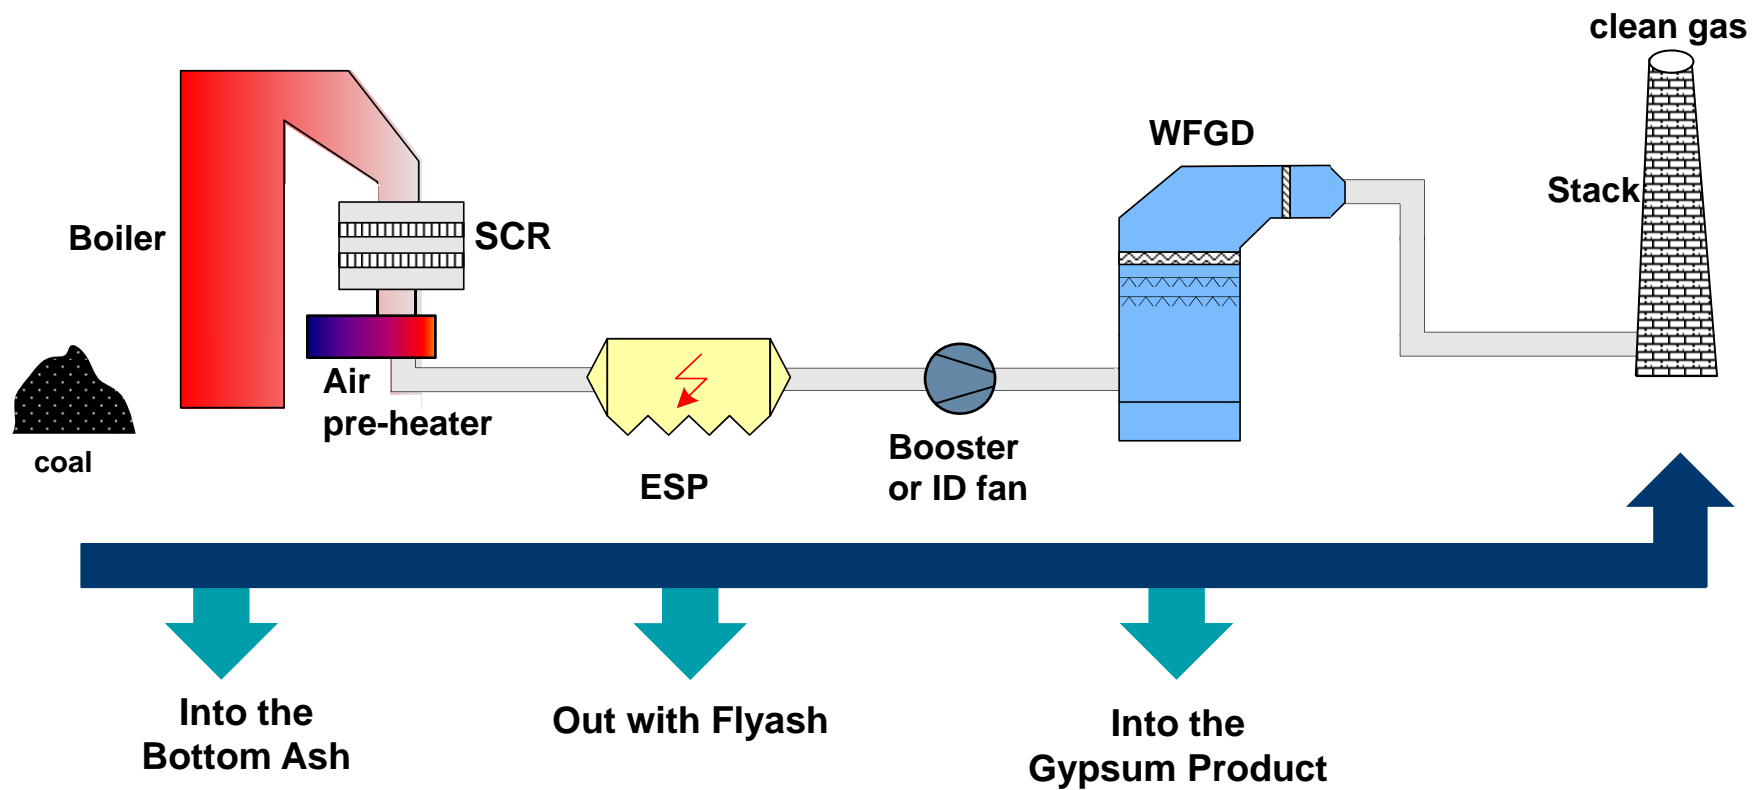 clean gas
WFGD
Stack
Boiler
SCR
Air
pre-heater
coal
ESP
Booster
or ID fan
Into the
Bottom Ash
Out with Flyash
Into the
Gypsum Product